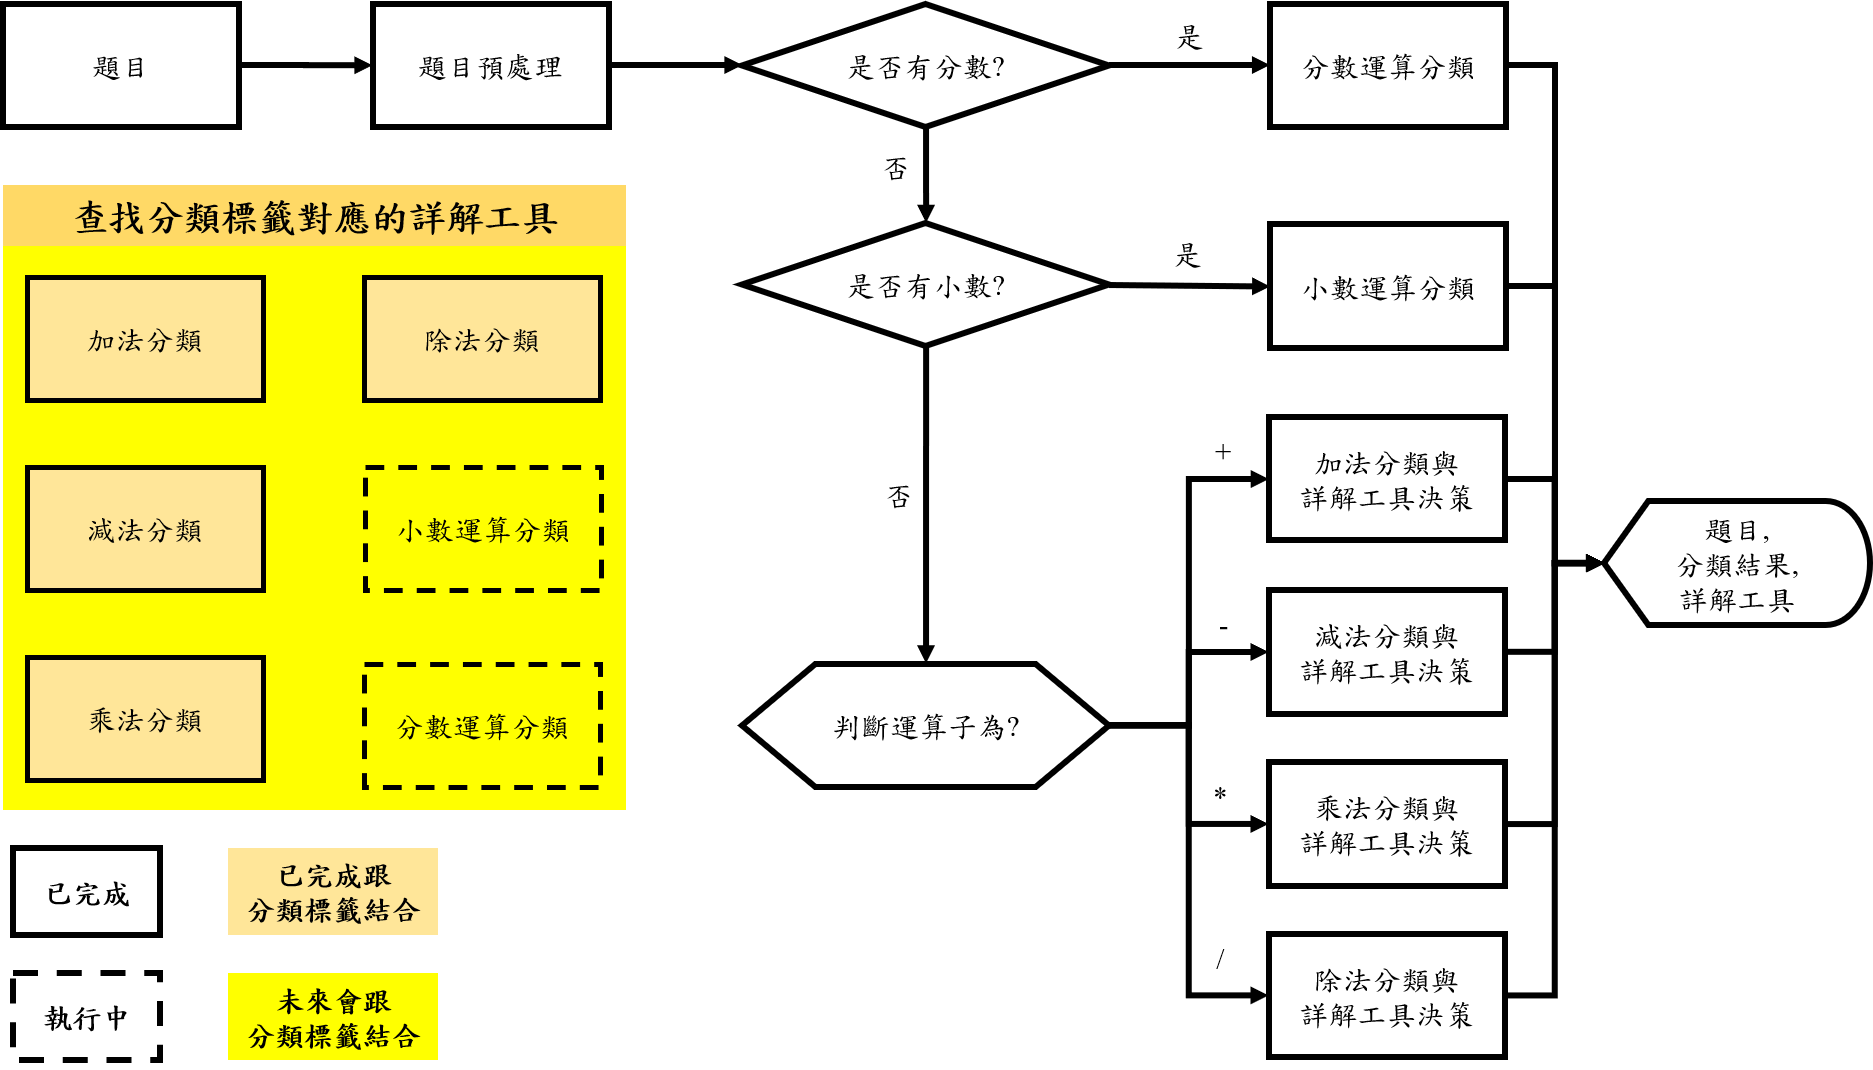 題目
題目預處理
是否有分數?
是
分數運算分類
否
查找分類標籤對應的詳解工具
加法分類
除法分類
減法分類
小數運算分類
乘法分類
分數運算分類
是否有小數?
是
小數運算分類
否
判斷運算子為?
+
加法分類與
詳解工具決策
-
減法分類與
詳解工具決策
*
乘法分類與
詳解工具決策
/
除法分類與
詳解工具決策
題目,
分類結果,
詳解工具
已完成
已完成跟
分類標籤結合
執行中
未來會跟
分類標籤結合